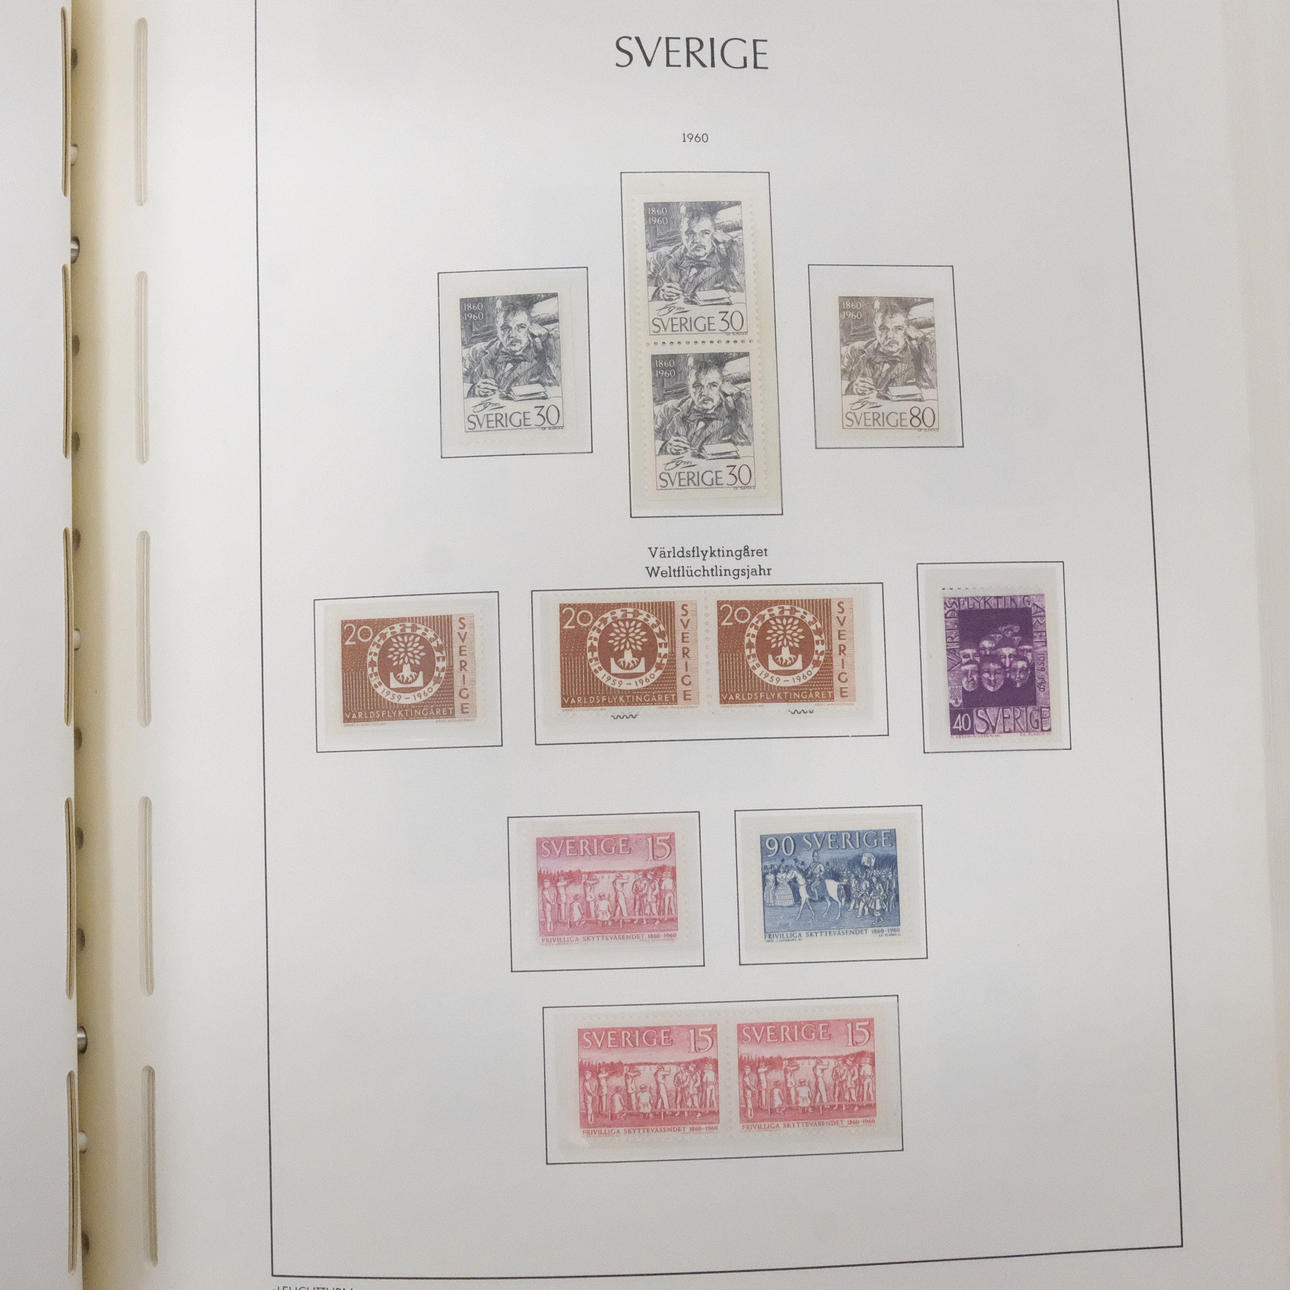 SVERIGE
1960
1860
1960
SVERIGE 30
1860
1960
SVERIGE 30
1860
1960
SVERIGE 30
1860
1960
SVERIGE 80
Världsflyktingåret
Weltflüchtlingsjahr
20
SVERIGE
1959-1960
VÄRLDSFLYKTINGÅRET
20
SVERIGE
1959-1960
VÄRLDSFLYKTINGÅRET
20
SVERIGE
1959-1960
VÄRLDSFLYKTINGÅRET
VÄRLDSFLYKTINGÅRET
40 SVERIGE
SVERIGE 15
FRIVILLIGA SKYTTEVÄSENDET 1860-1960
90 SVERIGE
FRIVILLIGA SKYTTEVÄSENDET 1860-1960
SVERIGE 15
FRIVILLIGA SKYTTEVÄSENDET 1860-1960
SVERIGE 15
FRIVILLIGA SKYTTEVÄSENDET 1860-1960